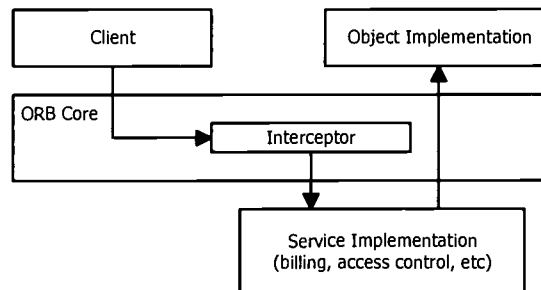 Client
Object Implementation
ORB Core
Interceptor
Service Implementation
(billing, access control, etc)